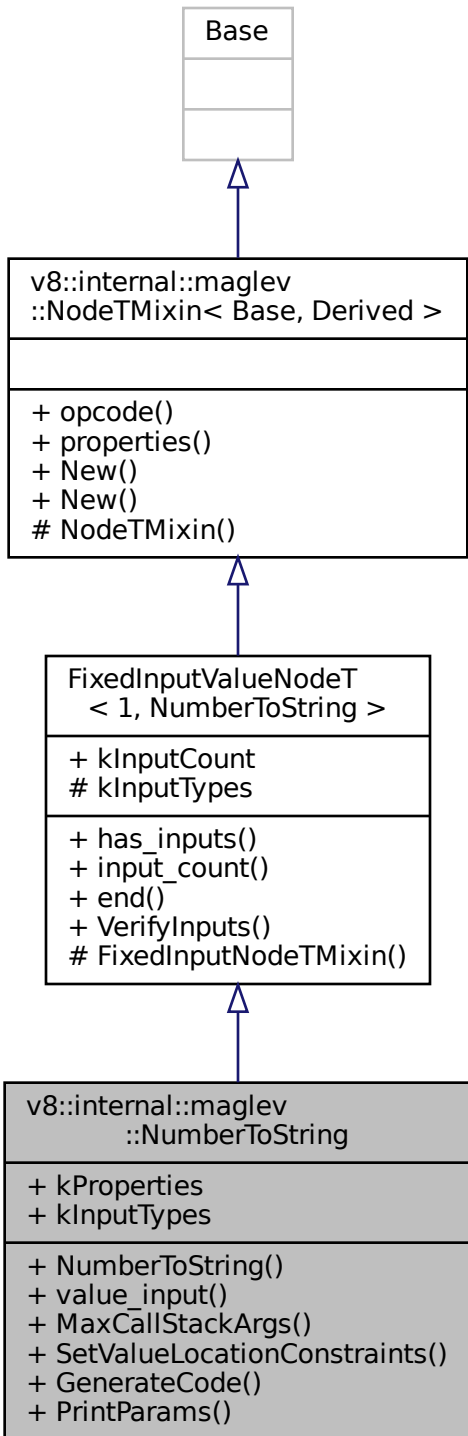 Base
v8::internal::maglev
::NodeTMixin< Base, Derived >
+ opcode()
+ properties()
+ New()
+ New()
# NodeTMixin()
FixedInputValueNodeT
< 1, NumberToString >
+ kInputCount
# kInputTypes
+ has_inputs()
+ input_count()
+ end()
+ VerifyInputs()
# FixedInputNodeTMixin()
v8::internal::maglev
::NumberToString
+ kProperties
+ kInputTypes
+ NumberToString()
+ value_input()
+ MaxCallStackArgs()
+ SetValueLocationConstraints()
+ GenerateCode()
+ PrintParams()